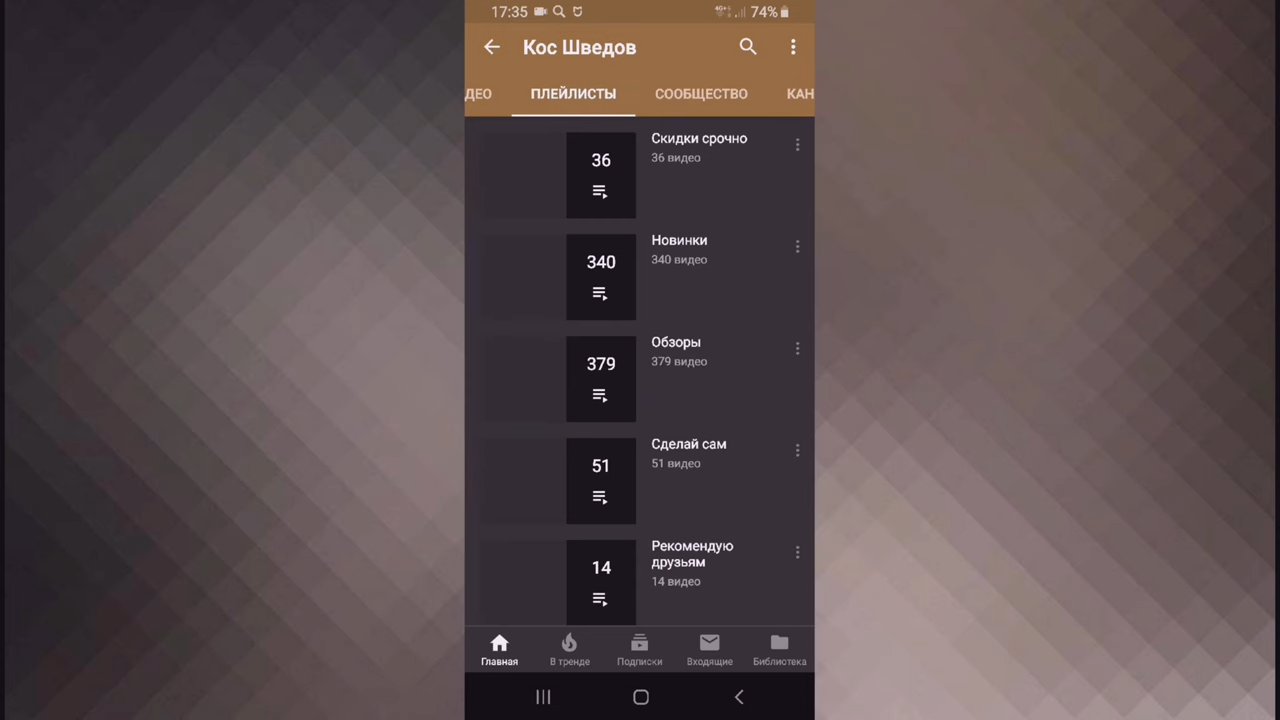 17:35 4G+ 74%
Кос Шведов
ДЕО ПЛЕЙЛИСТЫ СООБЩЕСТВО КАН
36
Скидки срочно
36 видео
340
Новинки
340 видео
379
Обзоры
379 видео
51
Сделай сам
51 видео
14
Рекомендую
друзьям
14 видео
Главная В тренде Подписки Входящие Библиотека